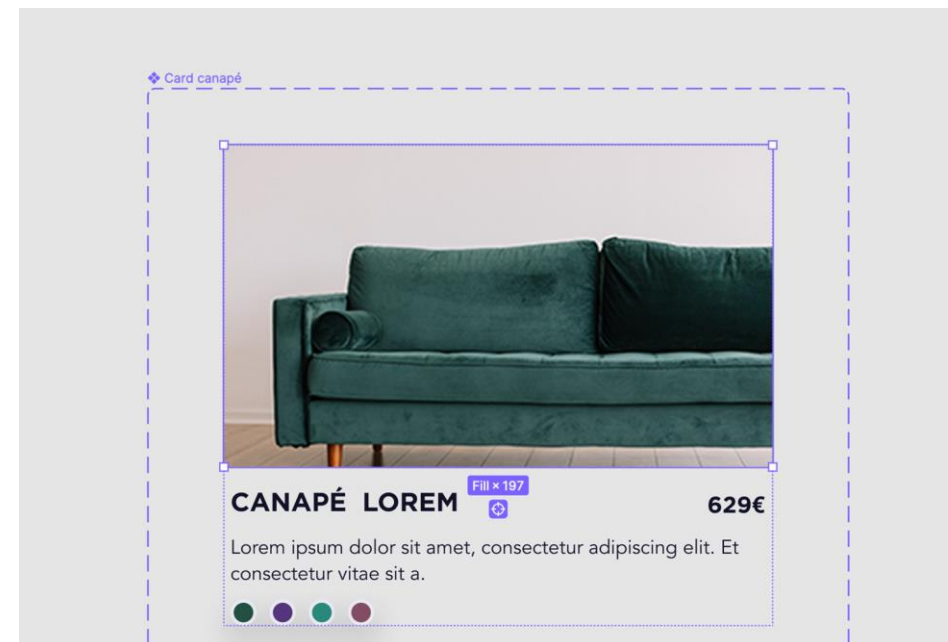 Card canapé
CANAPÉ LOREM
Fill × 197
629€
Lorem ipsum dolor sit amet, consectetur adipiscing elit. Et
consectetur vitae sit a.